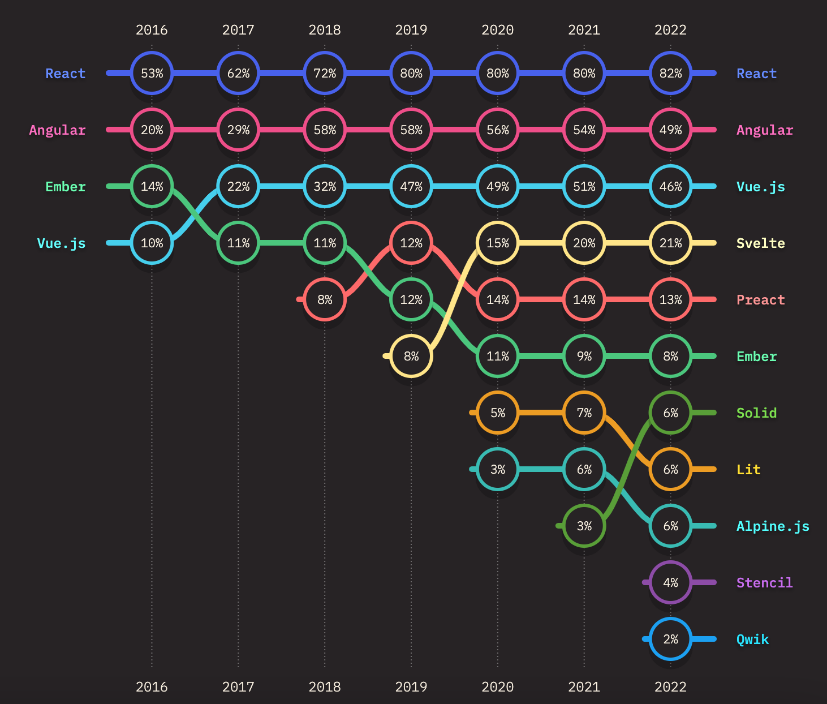 2016 2017 2018 2019 2020 2021 2022
React 53% 62% 72% 80% 80% 80% 82% React
Angular 20% 29% 58% 58% 56% 54% 49% Angular
Ember 14% 22% 32% 47% 49% 51% 46% Vue.js
Vue.js 10% 11% 11% 12% 15% 20% 21% Svelte
8% 12% 14% 14% 13% Preact
8% 11% 9% 8% Ember
5% 7% 6% Solid
3% 6% 6% Lit
3% 6% Alpine.js
4% Stencil
2% Qwik
2016 2017 2018 2019 2020 2021 2022